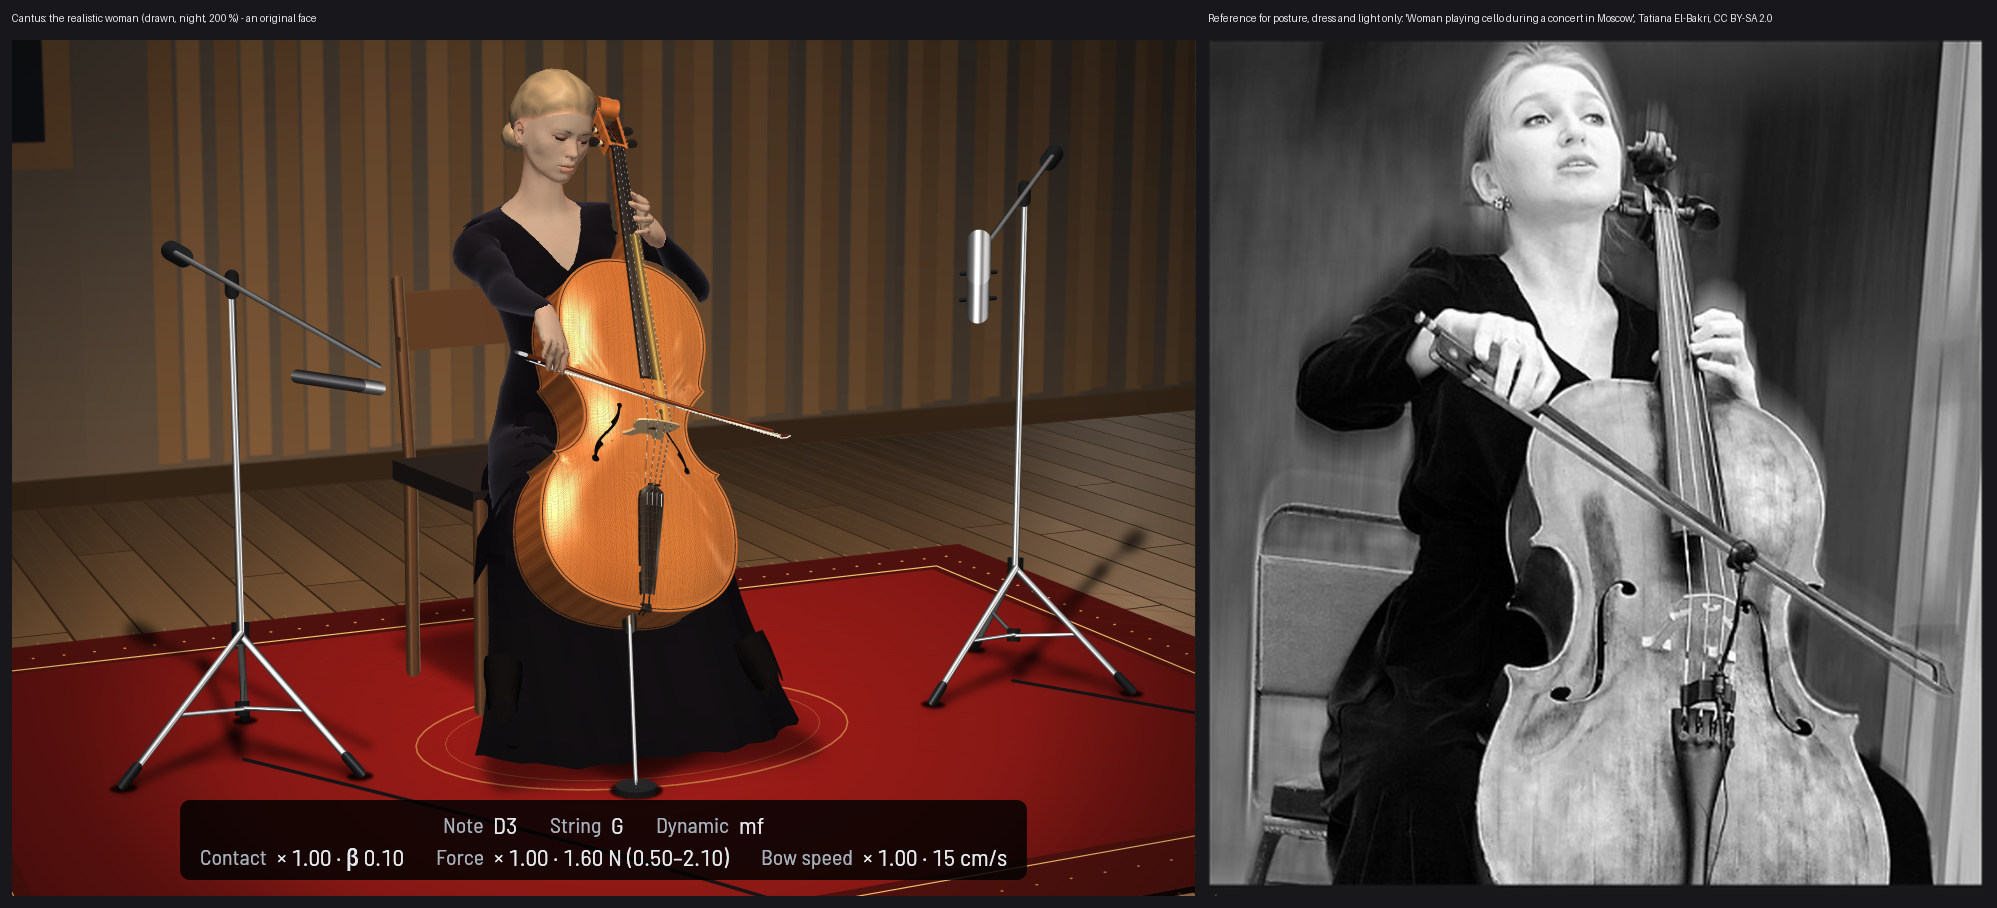 Cantus: the realistic woman (drawn, night, 200 %) - an original face
Reference for posture, dress and light only: 'Woman playing cello during a concert in Moscow', Tatiana El-Bakri, CC BY-SA 2.0
Note D3 String G Dynamic mf
Contact × 1.00 · β 0.10 Force × 1.00 · 1.60 N (0.50–2.10) Bow speed × 1.00 · 15 cm/s